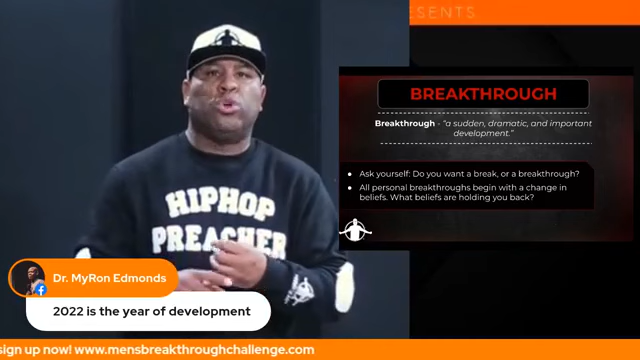 ESENTS
BREAKTHROUGH
Breakthrough - “a sudden, dramatic, and important
development.”
• Ask yourself: Do you want a break, or a breakthrough?
• All personal breakthroughs begin with a change in
beliefs. What beliefs are holding you back?
HIPHOP
PREACHER
Dr. MyRon Edmonds
2022 is the year of development
sign up now! www.mensbreakthroughchallenge.com